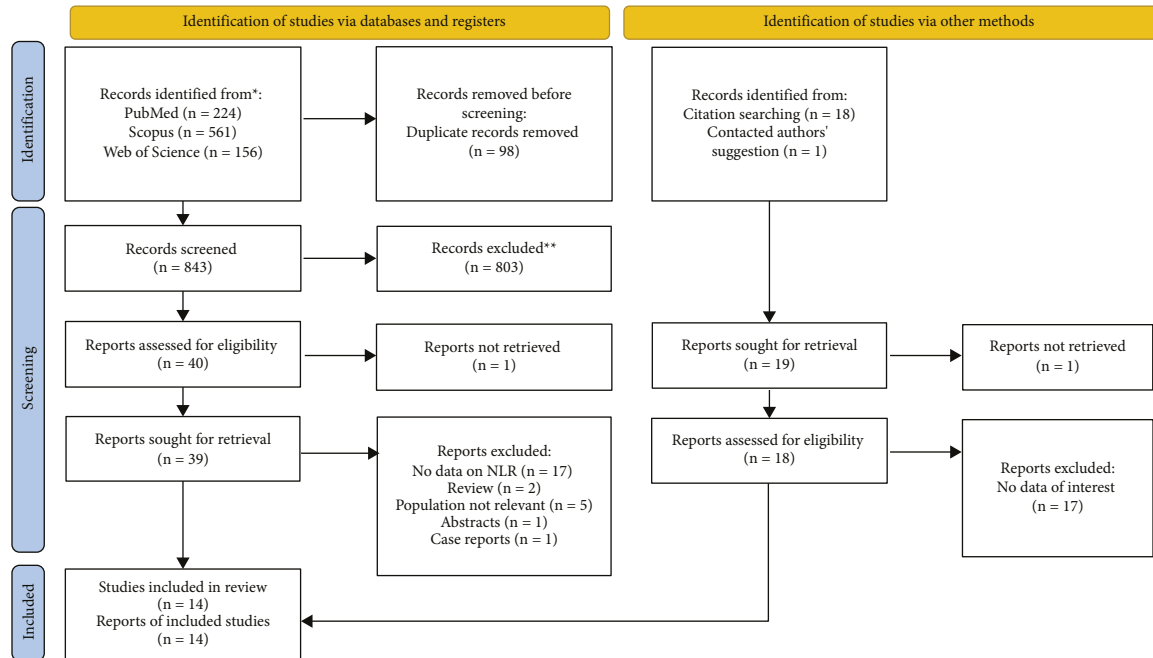 Identification of studies via databases and registers
Identification of studies via other methods
Identification
Records identified from*:
PubMed (n = 224)
Scopus (n = 561)
Web of Science (n = 156)
Records removed before
screening:
Duplicate records removed
(n = 98)
Records identified from:
Citation searching (n = 18)
Contacted authors'
suggestion (n = 1)
Screening
Records screened
(n = 843)
Records excluded**
(n = 803)
Reports assessed for eligibility
(n = 40)
Reports not retrieved
(n = 1)
Reports sought for retrieval
(n = 19)
Reports not retrieved
(n = 1)
Reports sought for retrieval
(n = 39)
Reports excluded:
No data on NLR (n = 17)
Review (n = 2)
Population not relevant (n = 5)
Abstracts (n = 1)
Case reports (n = 1)
Reports assessed for eligibility
(n = 18)
Reports excluded:
No data of interest
(n = 17)
Included
Studies included in review
(n = 14)
Reports of included studies
(n = 14)